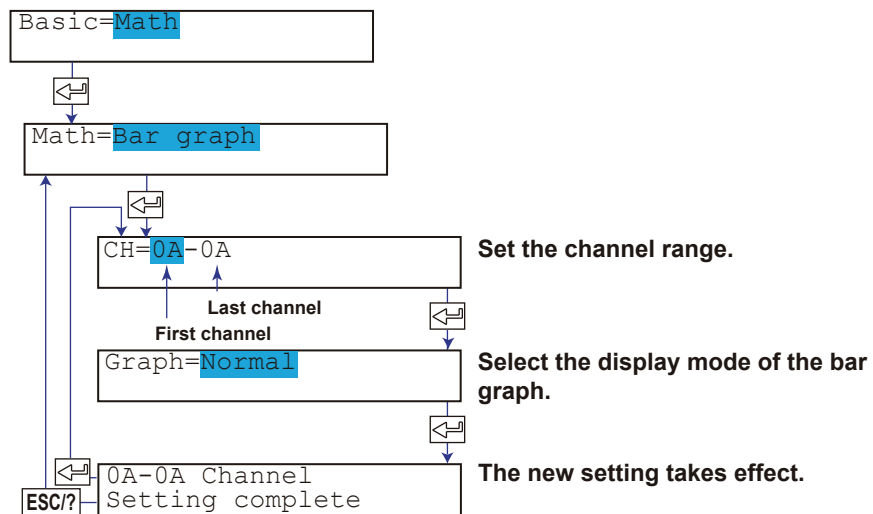 Basic=Math
Math=Bar graph
CH=0A-0A
Set the channel range.
Last channel
First channel
Graph=Normal
Select the display mode of the bar
graph.
0A-0A Channel
Setting complete
The new setting takes effect.
ESC/?